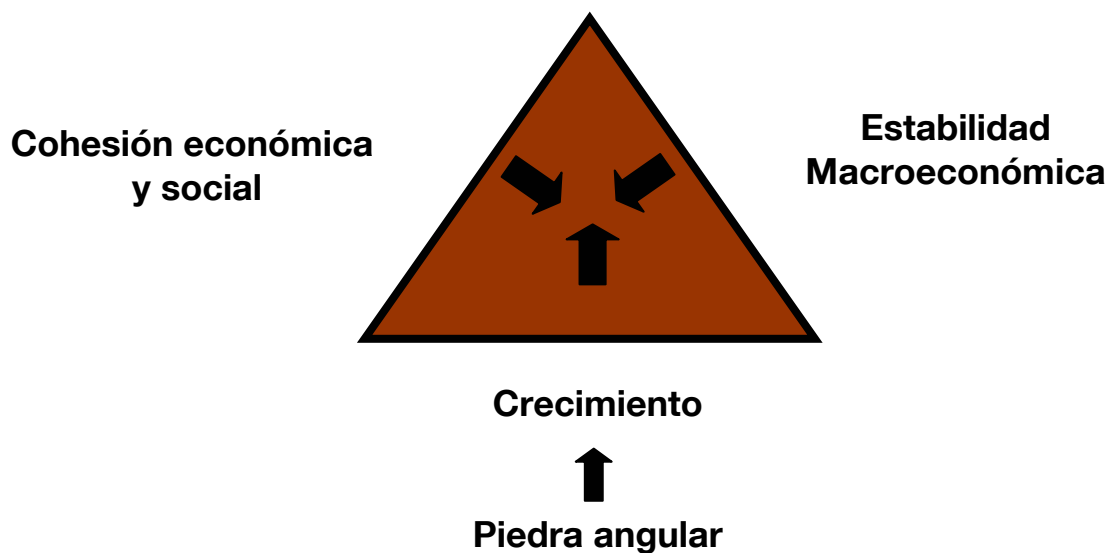 Cohesión económica
y social
Estabilidad
Macroeconómica
Crecimiento
Piedra angular